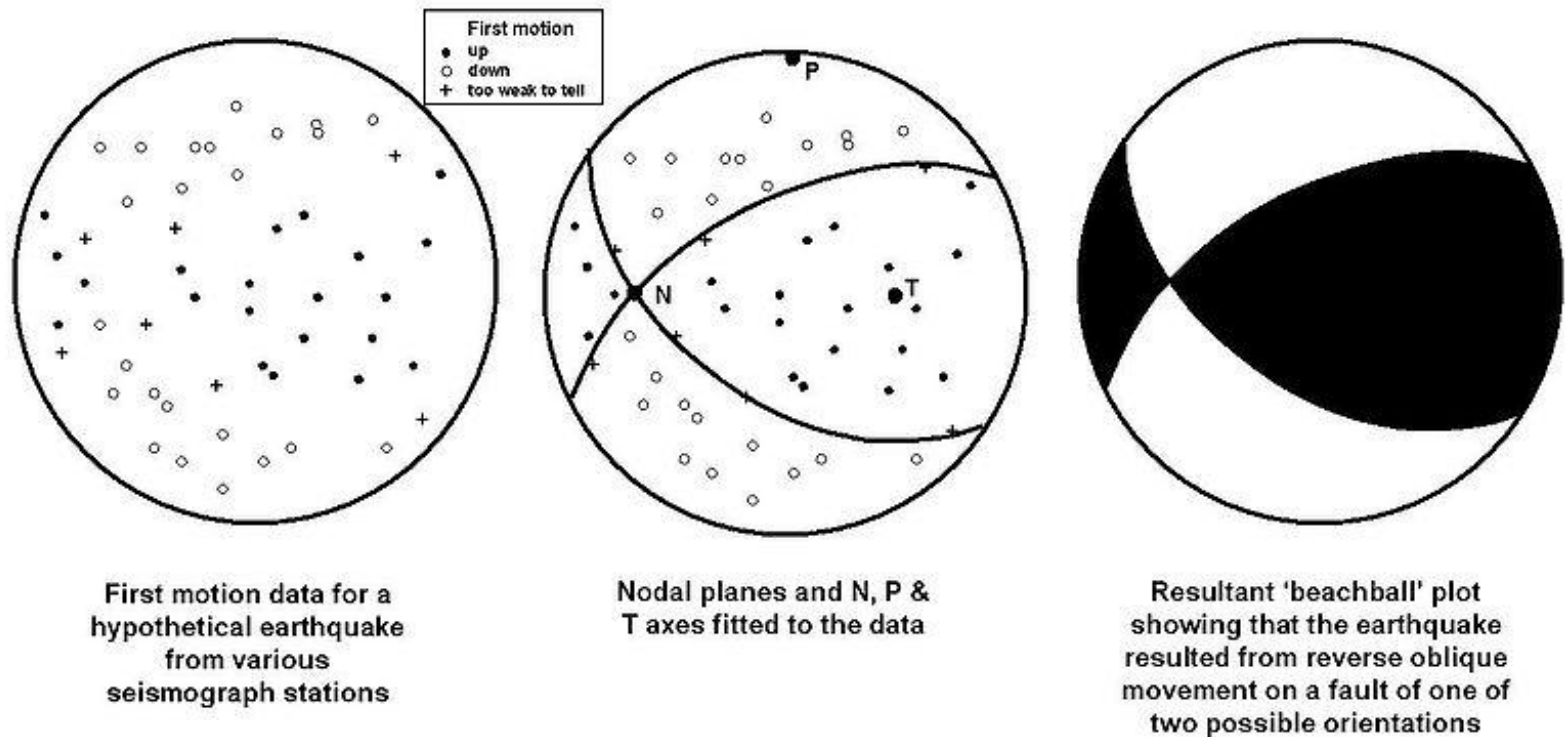 First motion
up
down
too weak to tell
P
N
T
First motion data for a
hypothetical earthquake
from various
seismograph stations
Nodal planes and N, P &
T axes fitted to the data
Resultant ‘beachball’ plot
showing that the earthquake
resulted from reverse oblique
movement on a fault of one of
two possible orientations